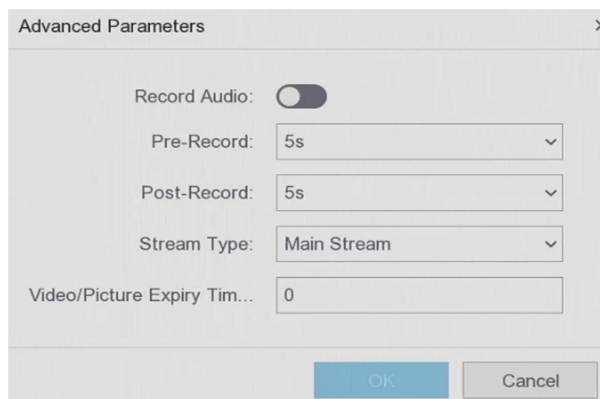 Advanced Parameters
Record Audio:
Pre-Record: 5s
Post-Record: 5s
Stream Type: Main Stream
Video/Picture Expiry Tim... 0
OK Cancel